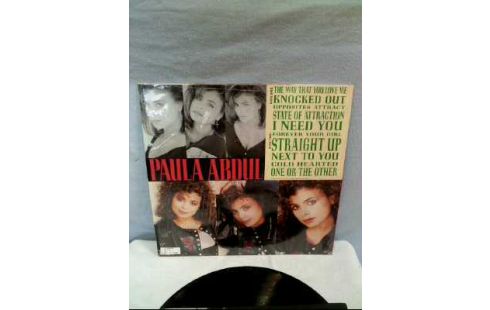 THE WAY THAT YOU LOVE ME
KNOCKED OUT
OPPOSITES ATTRACT
STATE OF ATTRACTION
I NEED YOU
FOREVER YOUR GIRL
STRAIGHT UP
NEXT TO YOU
COLD HEARTED
ONE OR THE OTHER
PAULA ABDUL